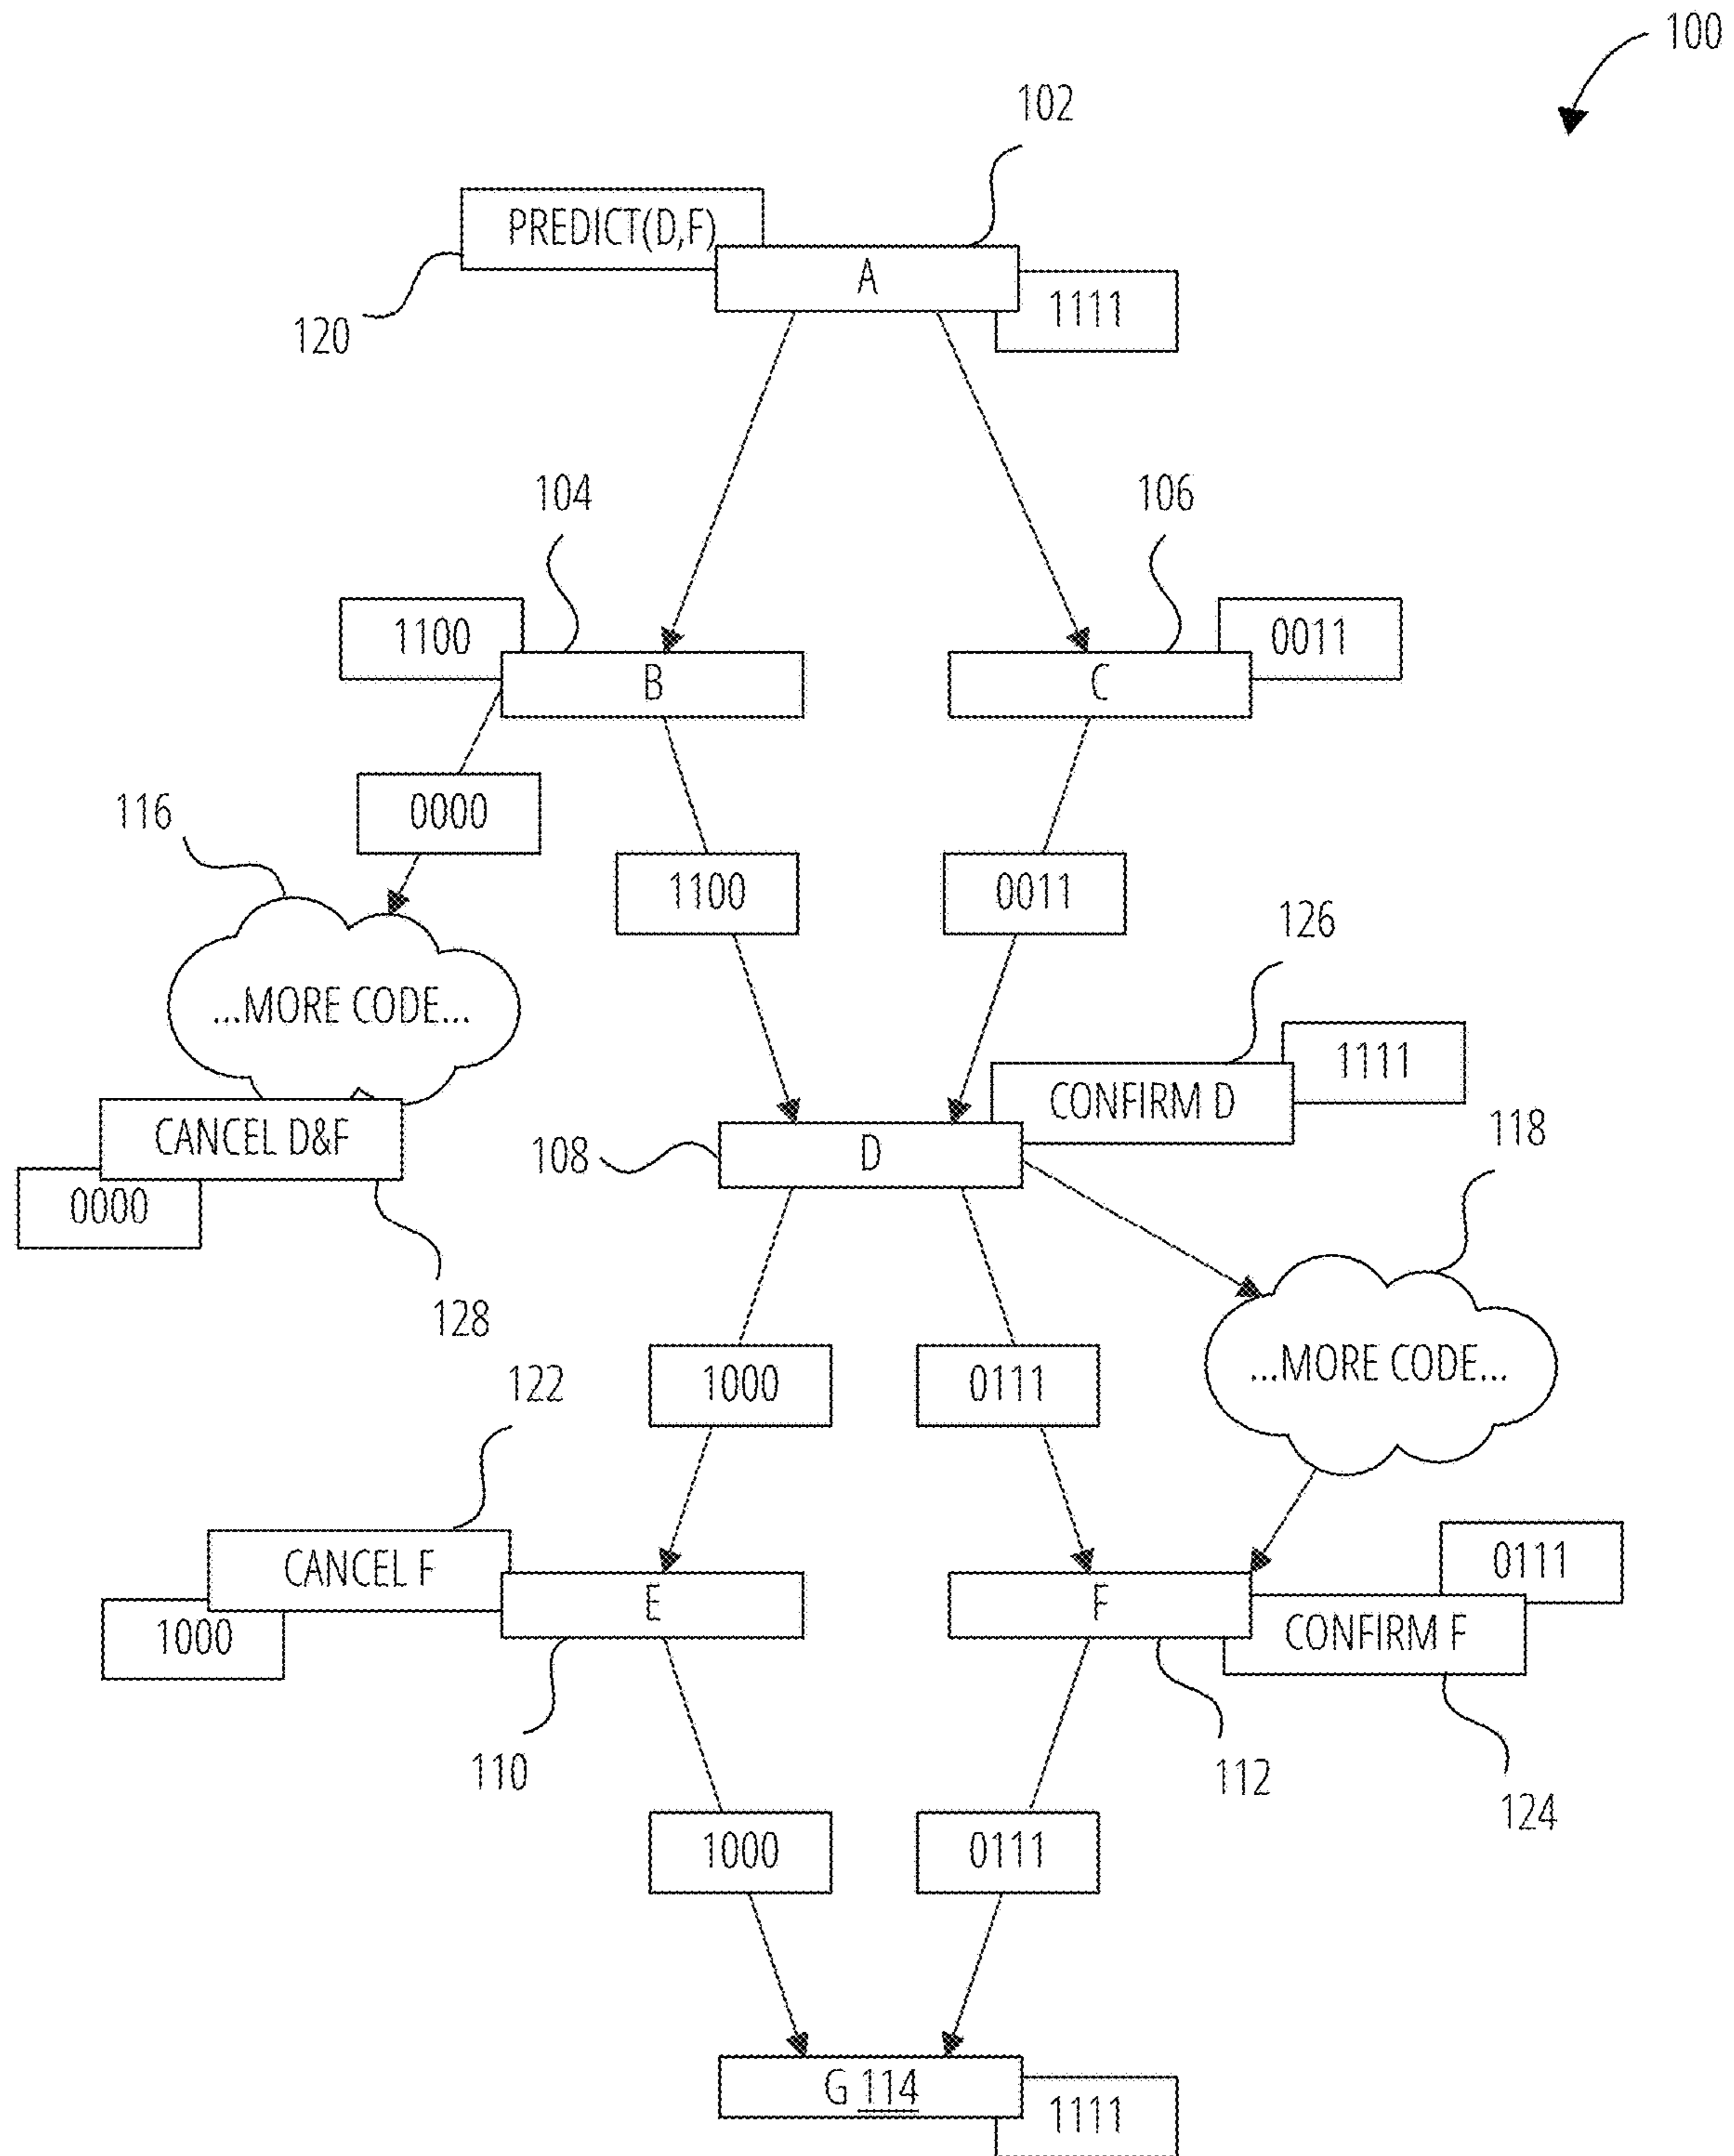 100
102
PREDICT(D,F)
A
1111
120
104
106
1100
B
C
0011
116
0000
1100
0011
126
...MORE CODE...
CONFIRM D
1111
CANCEL D&F
0000
108
D
118
128
122
1000
0111
...MORE CODE...
CANCEL F
1000
E
F
0111
CONFIRM F
110
112
124
1000
0111
G 114
1111